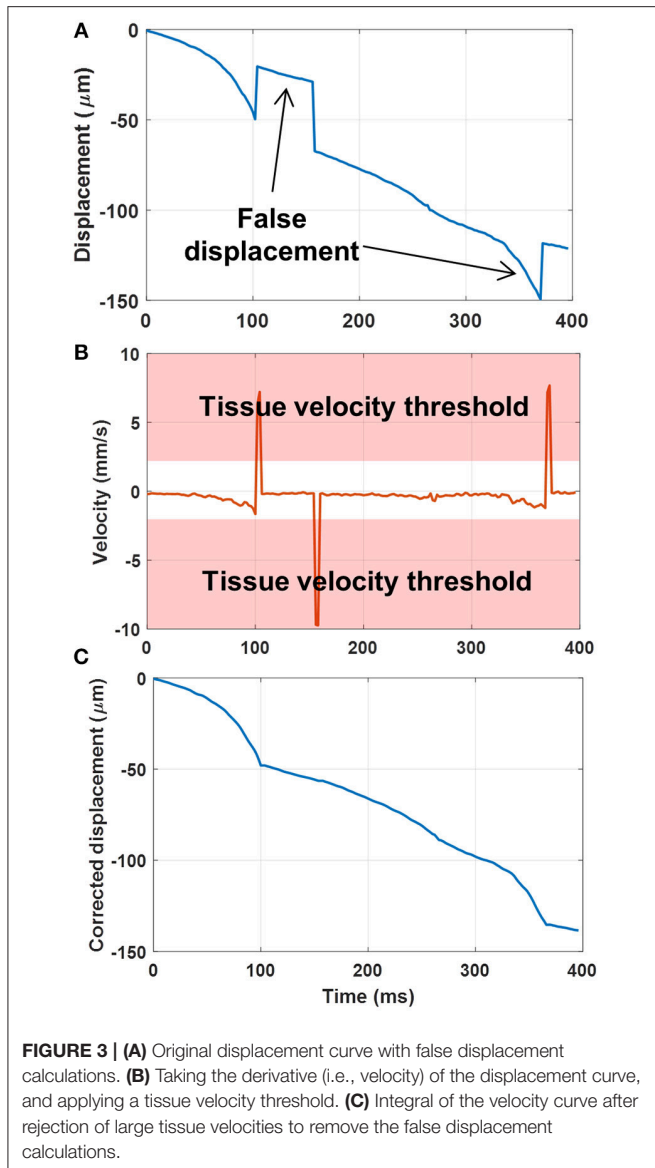 A
0
-50
-100
-150
Displacement ( μm)
False
displacement
0 100 200 300 400
B
10
5
0
-5
-10
Velocity (mm/s)
Tissue velocity threshold
Tissue velocity threshold
0 100 200 300 400
C
0
-50
-100
-150
Corrected displacement (μm)
0 100 200 300 400
Time (ms)
FIGURE 3 | (A) Original displacement curve with false displacement
calculations. (B) Taking the derivative (i.e., velocity) of the displacement curve,
and applying a tissue velocity threshold. (C) Integral of the velocity curve after
rejection of large tissue velocities to remove the false displacement
calculations.